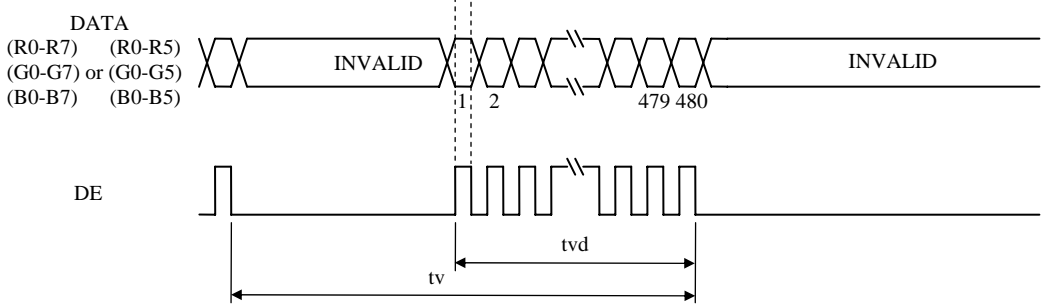 DATA
(R0-R7) (R0-R5)
(G0-G7) or (G0-G5)
(B0-B7) (B0-B5)
INVALID
INVALID
1 2 479 480
DE
tvd
tv